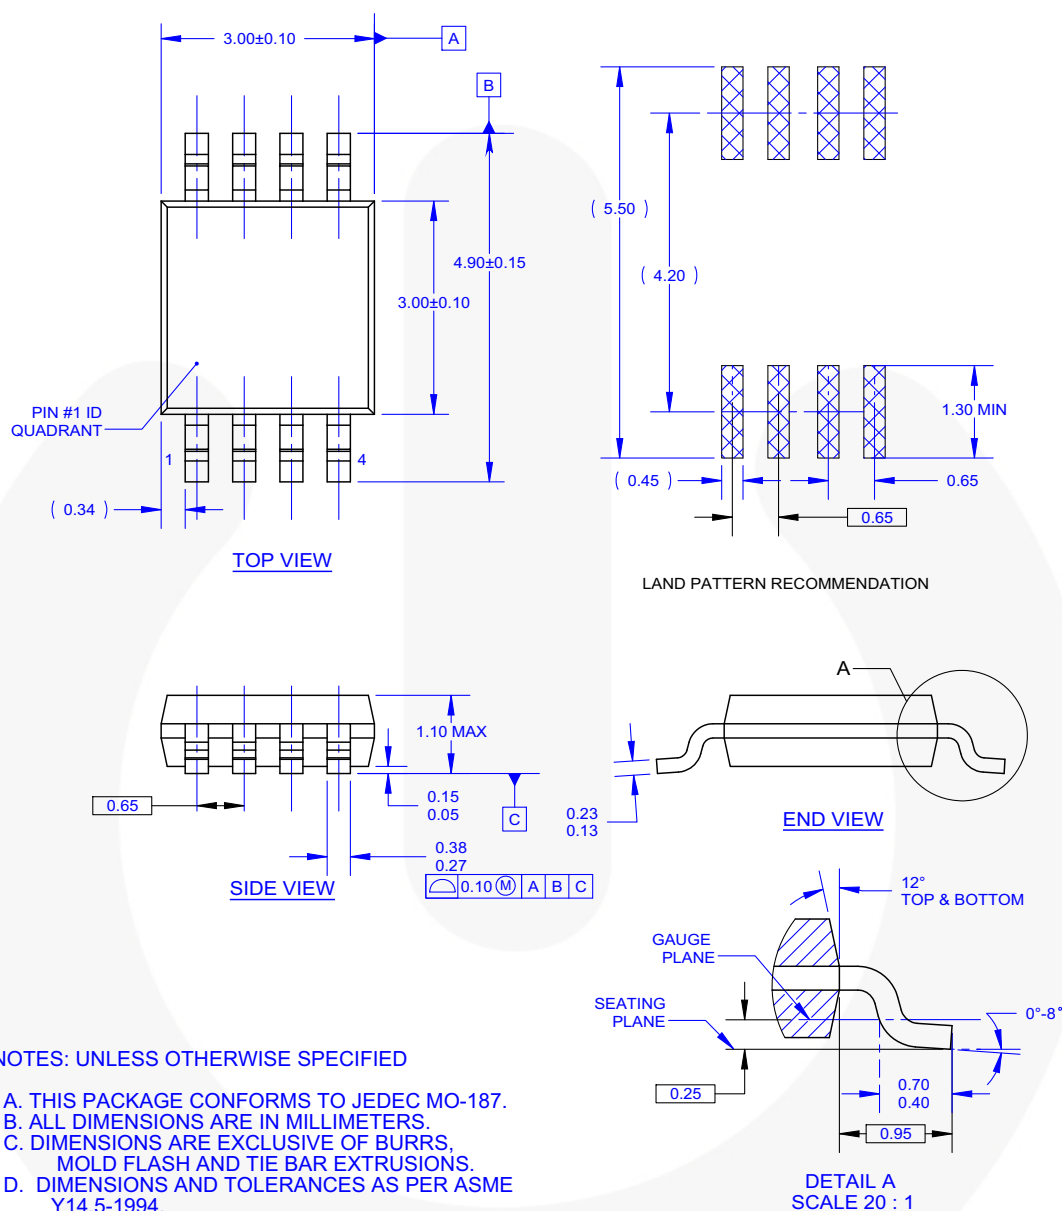 3.00±0.10
A
B
( 5.50 )
4.90±0.15
( 4.20 )
3.00±0.10
PIN #1 ID
QUADRANT
1.30 MIN
1
4
( 0.45 )
0.65
( 0.34 )
0.65
TOP VIEW
LAND PATTERN RECOMMENDATION
A
1.10 MAX
0.65
0.15
0.05
C
0.23
0.13
END VIEW
0.38
0.27
SIDE VIEW
0.10 Ⓜ A B C
12°
TOP & BOTTOM
GAUGE
PLANE
SEATING
PLANE
0°-8°
NOTES: UNLESS OTHERWISE SPECIFIED
0.25
0.70
0.40
A. THIS PACKAGE CONFORMS TO JEDEC MO-187.
B. ALL DIMENSIONS ARE IN MILLIMETERS.
C. DIMENSIONS ARE EXCLUSIVE OF BURRS,
MOLD FLASH AND TIE BAR EXTRUSIONS.
D. DIMENSIONS AND TOLERANCES AS PER ASME
Y14.5-1994
0.95
DETAIL A
SCALE 20 : 1